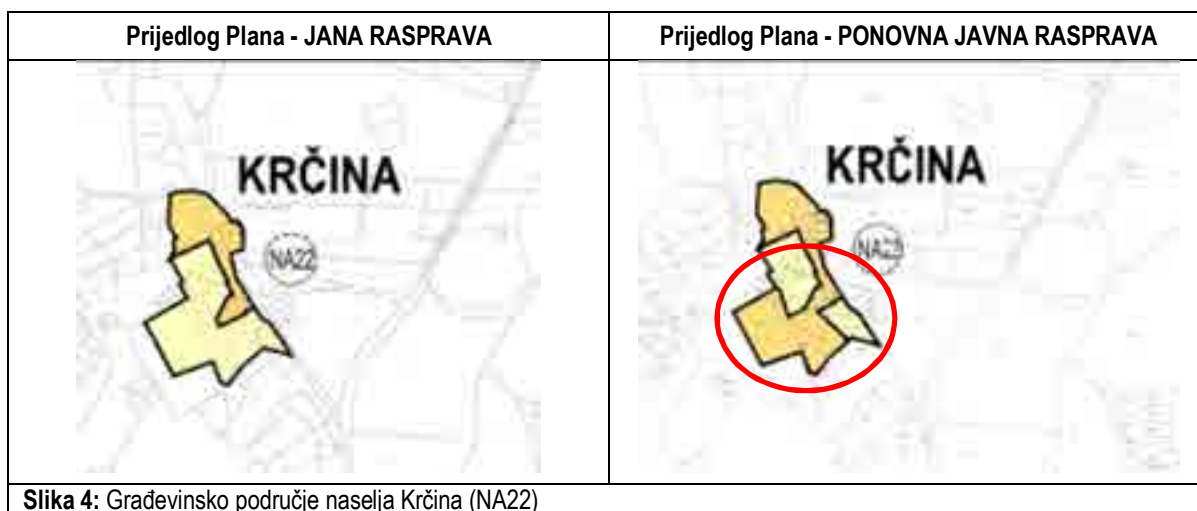 Prijedlog Plana - JANA RASPRAVA
Prijedlog Plana - PONOVNA JAVNA RASPRAVA
KRČINA
NA22
KRČINA
Slika 4: Građevinsko područje naselja Krčina (NA22)